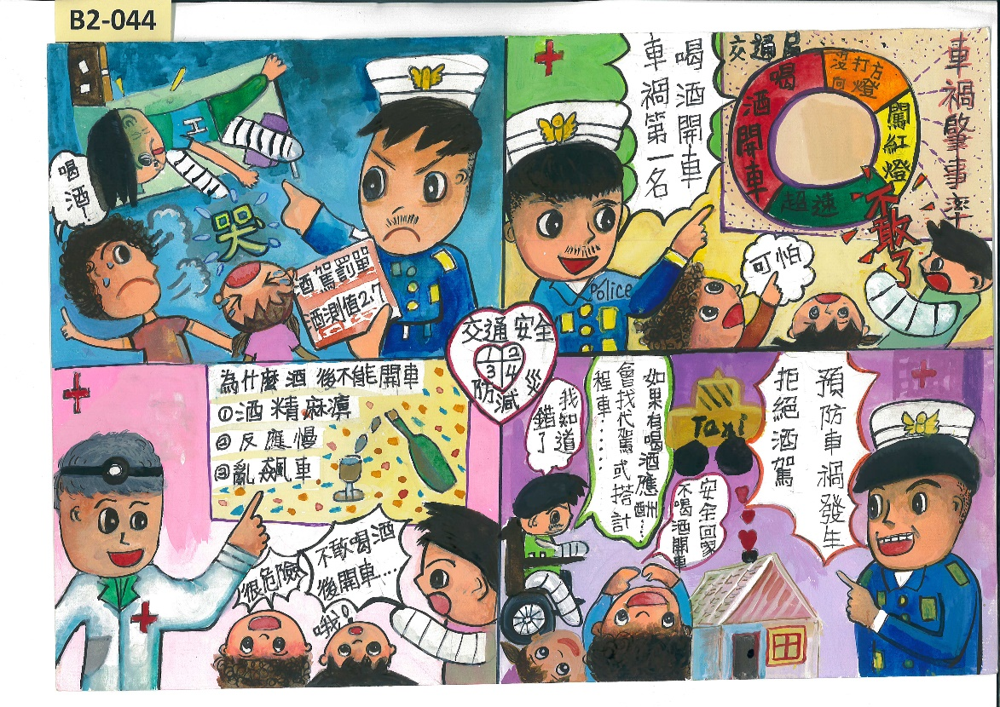 B2-044
喝酒
工
哭
酒駕罰單
酒測值2.7
喝酒開車
車禍第一名
Police
交通局
車禍肇事率
喝酒開車
沒打方向燈
闖紅燈
超速
不敢了
可怕
交通安全
1 2
3 4
防減災
為什麼酒後不能開車
①酒精麻痹
②反應慢
③亂飆車
很危險
哦!
不敢喝酒
後開車...
我知道
錯了
如果有喝酒應酬...
會找代駕或搭計
程車......
Taxi
安全回家
不喝酒開車
預防車禍發生
拒絕酒駕